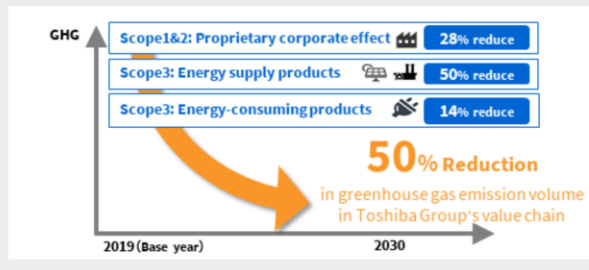 GHG
Scope1&2: Proprietary corporate effect 28% reduce
Scope3: Energy supply products 50% reduce
Scope3: Energy-consuming products 14% reduce
50% Reduction
in greenhouse gas emission volume
in Toshiba Group's value chain
2019 (Base year) 2030